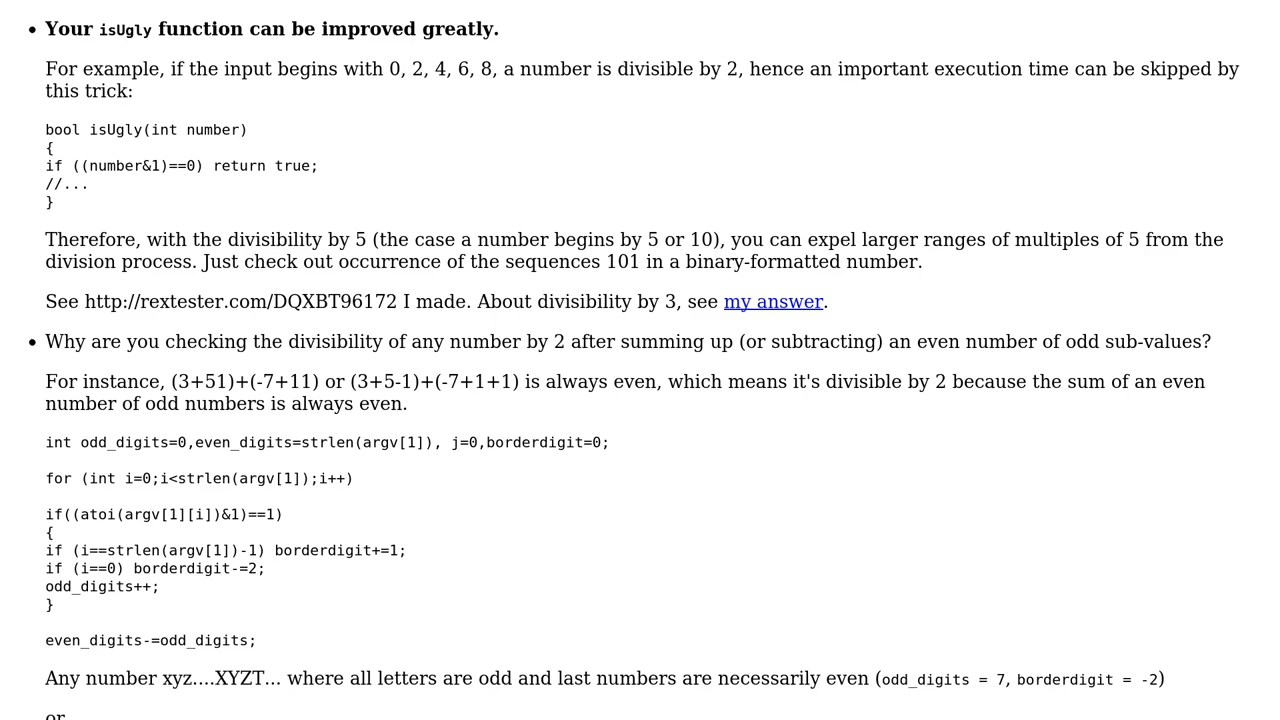 Your isUgly function can be improved greatly.
For example, if the input begins with 0, 2, 4, 6, 8, a number is divisible by 2, hence an important execution time can be skipped by
this trick:
bool isUgly(int number)
{
if ((number&1)==0) return true;
//...
}
Therefore, with the divisibility by 5 (the case a number begins by 5 or 10), you can expel larger ranges of multiples of 5 from the
division process. Just check out occurrence of the sequences 101 in a binary-formatted number.
See http://rextester.com/DQXBT96172 I made. About divisibility by 3, see my answer.
Why are you checking the divisibility of any number by 2 after summing up (or subtracting) an even number of odd sub-values?
For instance, (3+51)+(-7+11) or (3+5-1)+(-7+1+1) is always even, which means it's divisible by 2 because the sum of an even
number of odd numbers is always even.
int odd_digits=0,even_digits=strlen(argv[1]), j=0,borderdigit=0;
for (int i=0;i<strlen(argv[1]);i++)
if((atoi(argv[1][i])&1)==1)
{
if (i==strlen(argv[1])-1) borderdigit+=1;
if (i==0) borderdigit-=2;
odd_digits++;
}
even_digits-=odd_digits;
Any number xyz....XYZT... where all letters are odd and last numbers are necessarily even (odd_digits = 7, borderdigit = -2)
or